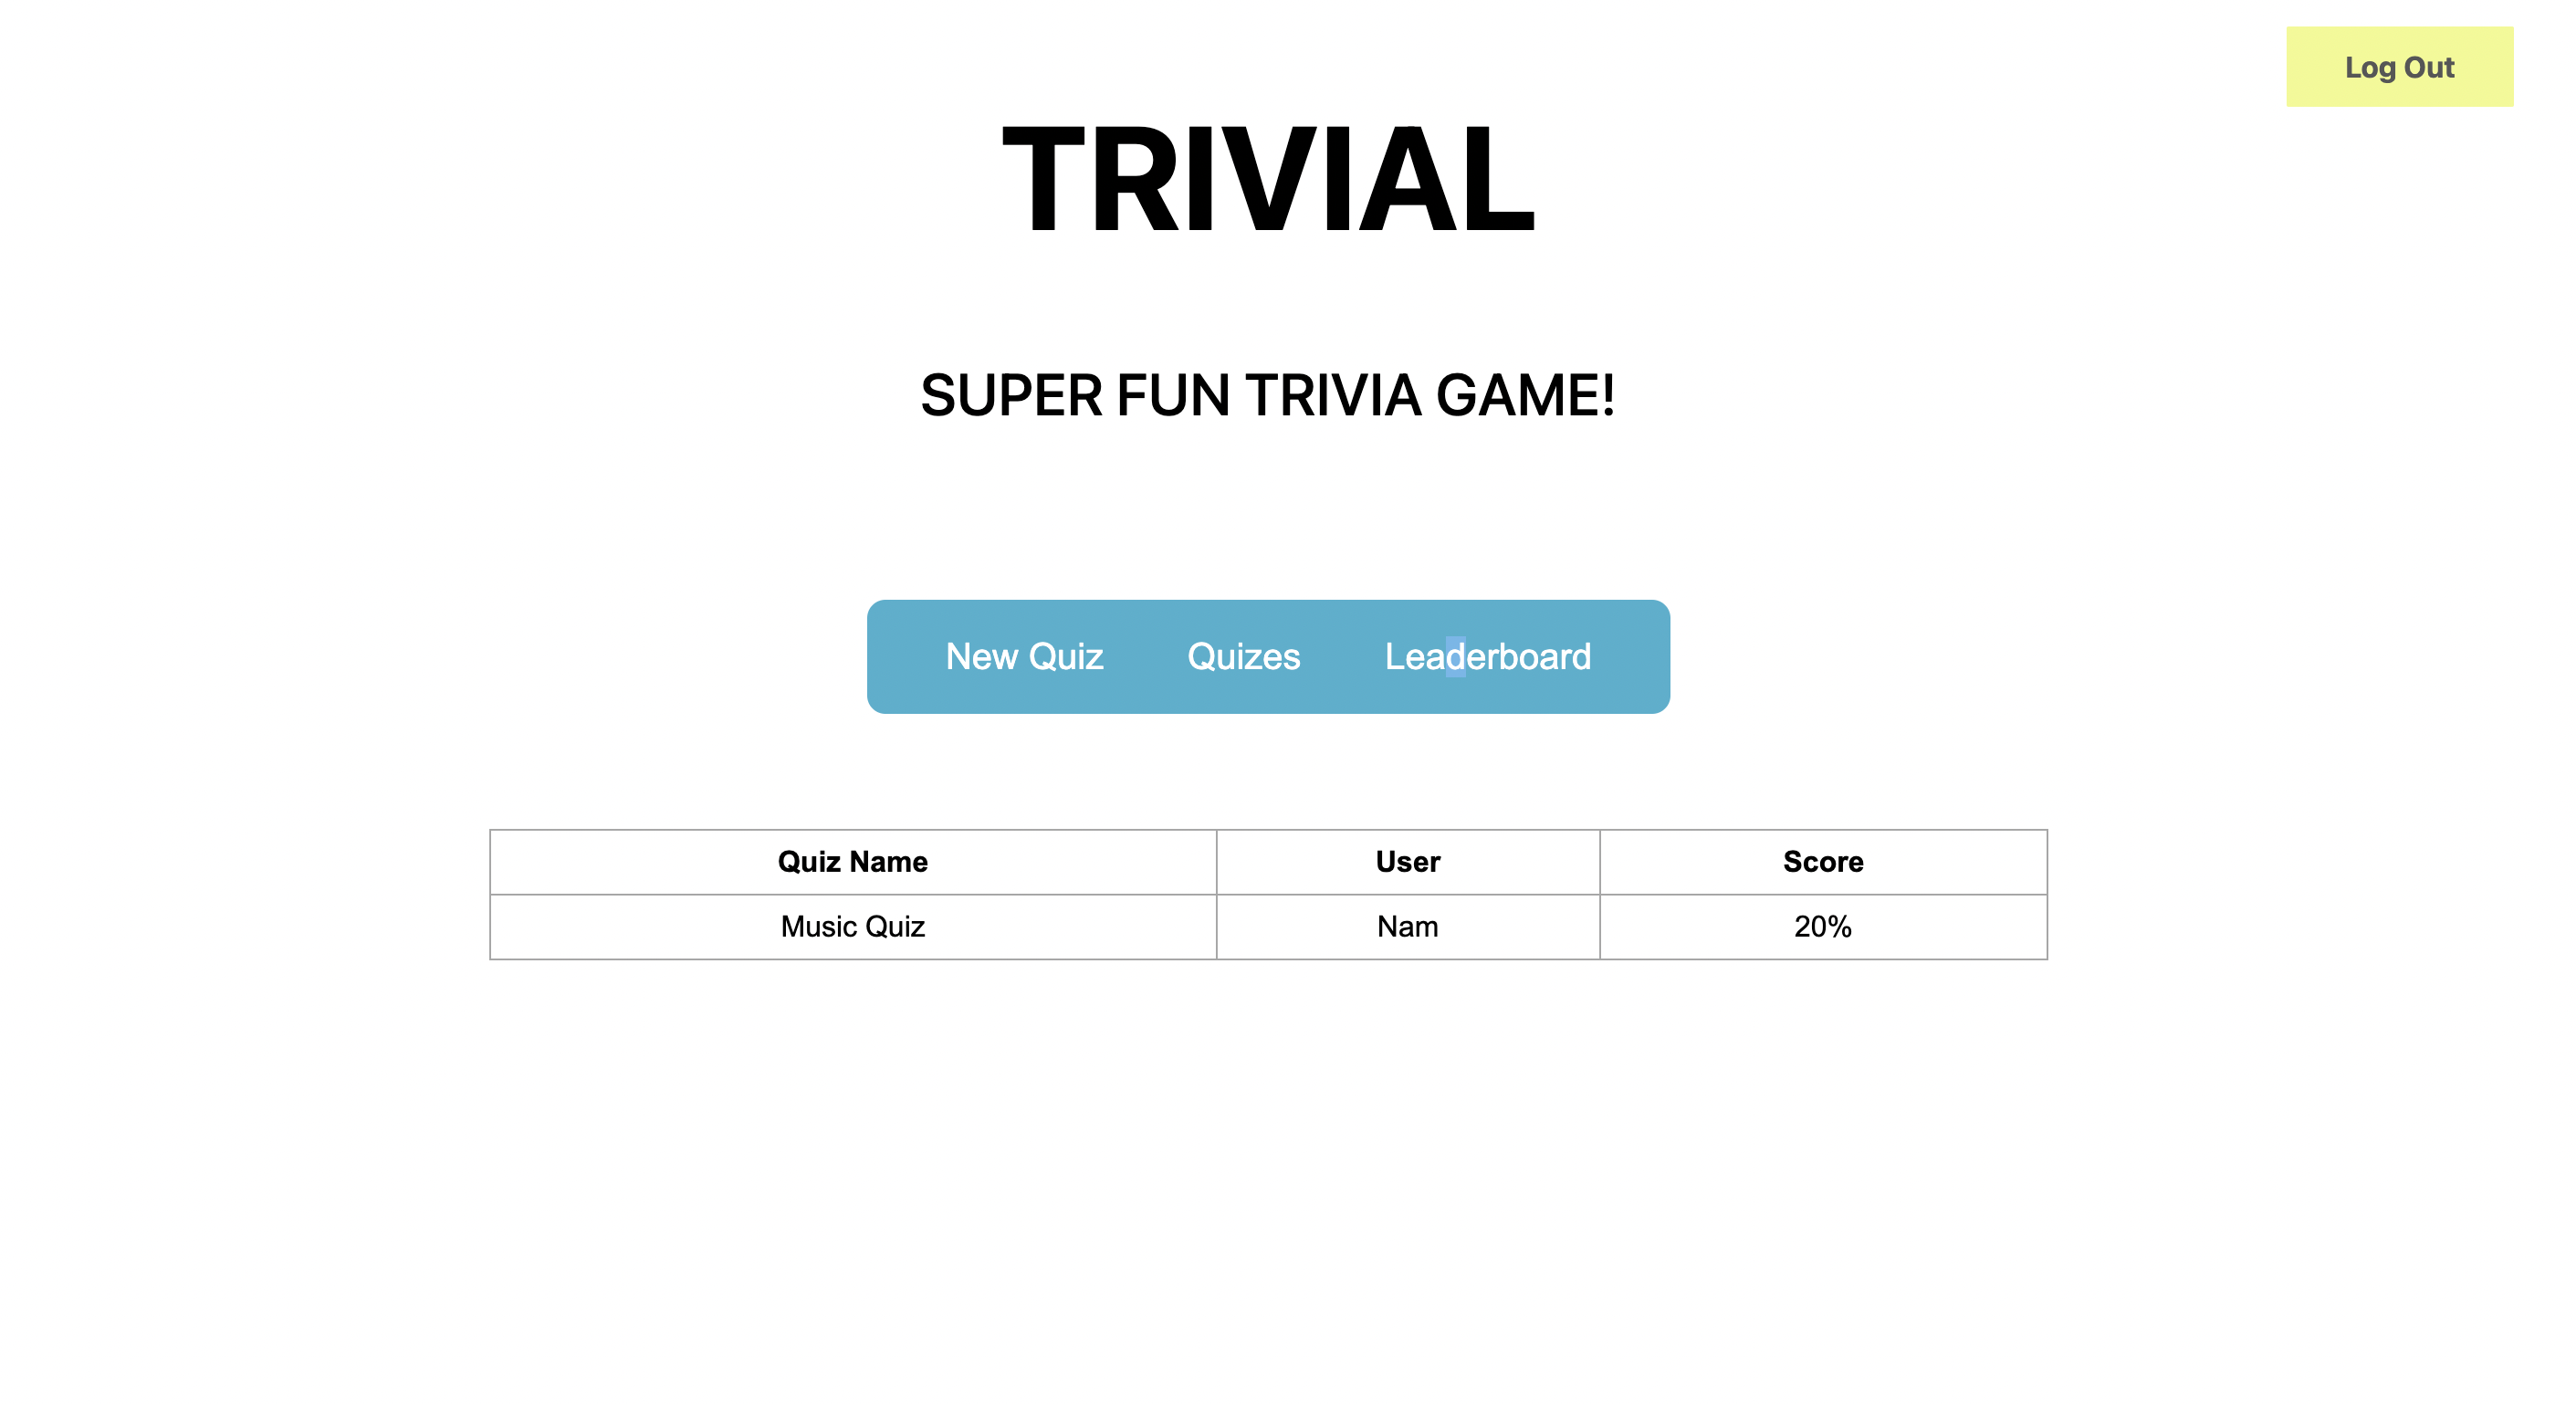 Log Out
TRIVIAL
SUPER FUN TRIVIA GAME!
New Quiz Quizes Leaderboard
Quiz Name User Score
Music Quiz Nam 20%